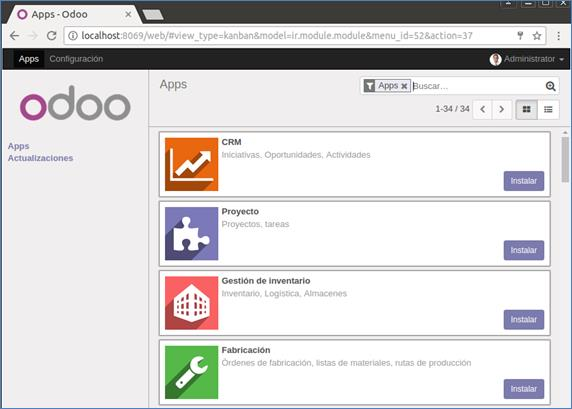 Apps - Odoo
localhost:8069/web/#view_type=kanban&model=ir.module.module&menu_id=52&action=37
Apps Configuración Administrator
odoo
Apps
Actualizaciones
Apps
Apps Buscar...
1-34 / 34
CRM
Iniciativas, Oportunidades, Actividades
Instalar
Proyecto
Proyectos, tareas
Instalar
Gestión de inventario
Inventario, Logística, Almacenes
Instalar
Fabricación
Órdenes de fabricación, listas de materiales, rutas de producción
Instalar